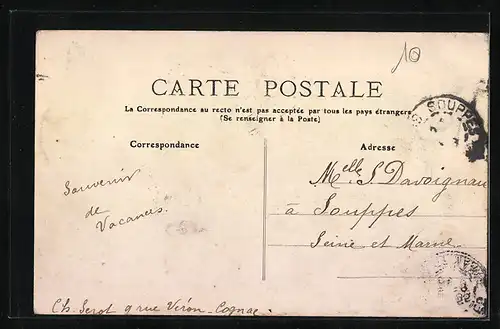 10
CARTE POSTALE
La Correspondance au recto n'est pas acceptée par tous les pays étrangers
(Se renseigner à la Poste)
SOUPPES
Correspondance
Adresse
Souvenir
de
Vacances.
Melle S. Davoignau
à Souppes
Seine et Marne
Ch. Serot 9 rue Véron-Cognac